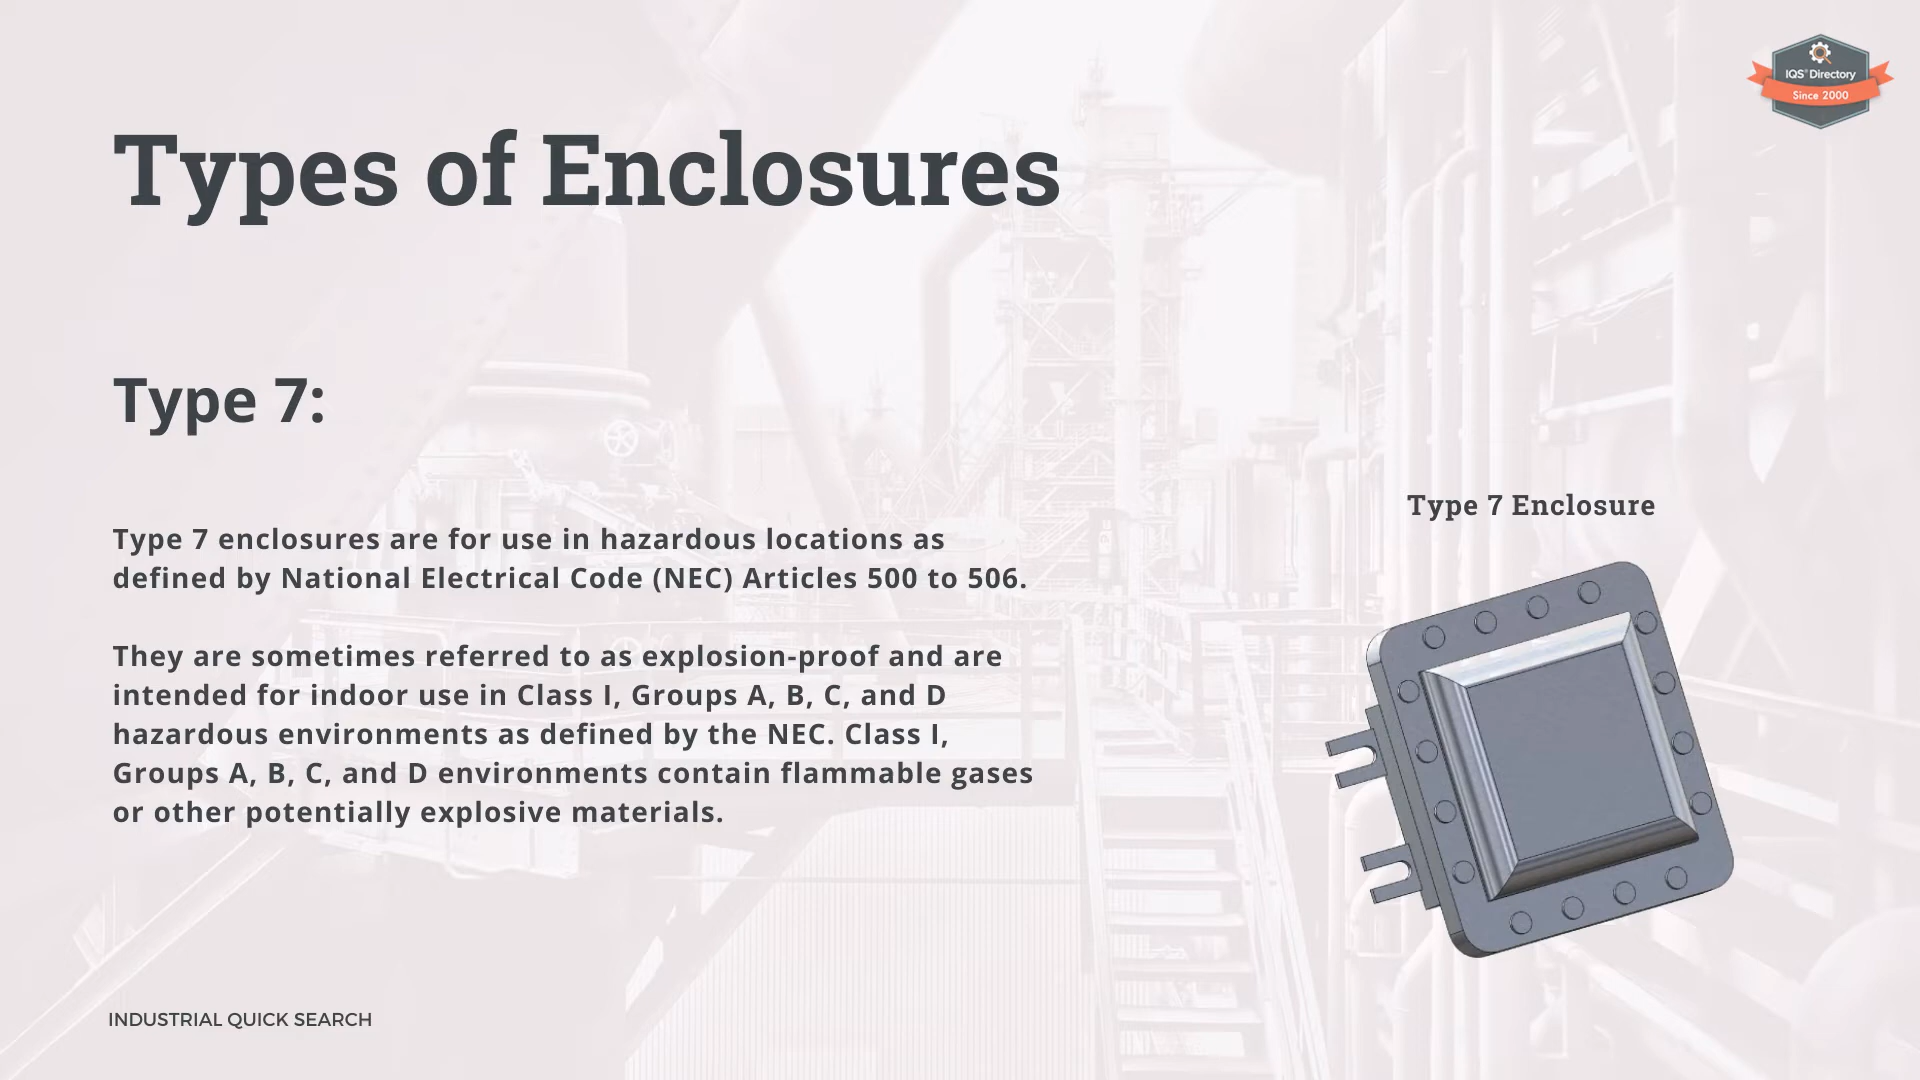 IQS® Directory
Since 2000
Types of Enclosures
Type 7:
Type 7 enclosures are for use in hazardous locations as
defined by National Electrical Code (NEC) Articles 500 to 506.
They are sometimes referred to as explosion-proof and are
intended for indoor use in Class I, Groups A, B, C, and D
hazardous environments as defined by the NEC. Class I,
Groups A, B, C, and D environments contain flammable gases
or other potentially explosive materials.
Type 7 Enclosure
INDUSTRIAL QUICK SEARCH